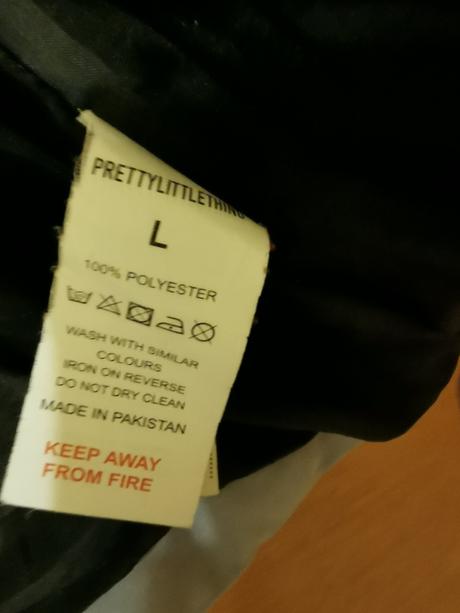 PRETTYLITTLETHING
L
100% POLYESTER
WASH WITH SIMILAR
COLOURS
IRON ON REVERSE
DO NOT DRY CLEAN
MADE IN PAKISTAN
KEEP AWAY
FROM FIRE